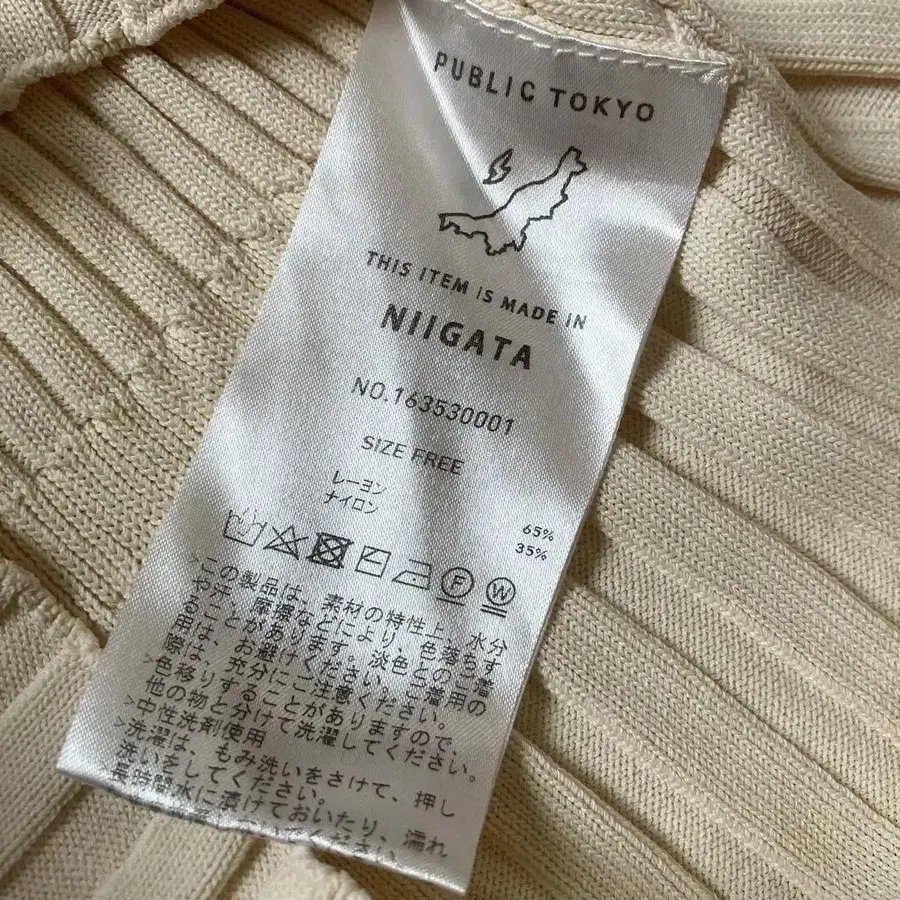 PUBLIC TOKYO
THIS ITEM IS MADE IN
NIIGATA
NO.163530001
SIZE FREE
レーヨン 65%
ナイロン 35%
F W
この製品は、素材の特性上、水分
や汗、摩擦などにより、色落ちす
ることがあります。淡色との着
用は、お避けください。ご着用の
際は、充分にご注意ください。
>色移りすることがありますので、
他の物と分けて洗濯してください。
>中性洗剤使用
>洗濯は、もみ洗いをさけて、押し
洗いをしてください。
長時間水に漬けておいたり、濡れ
ください。